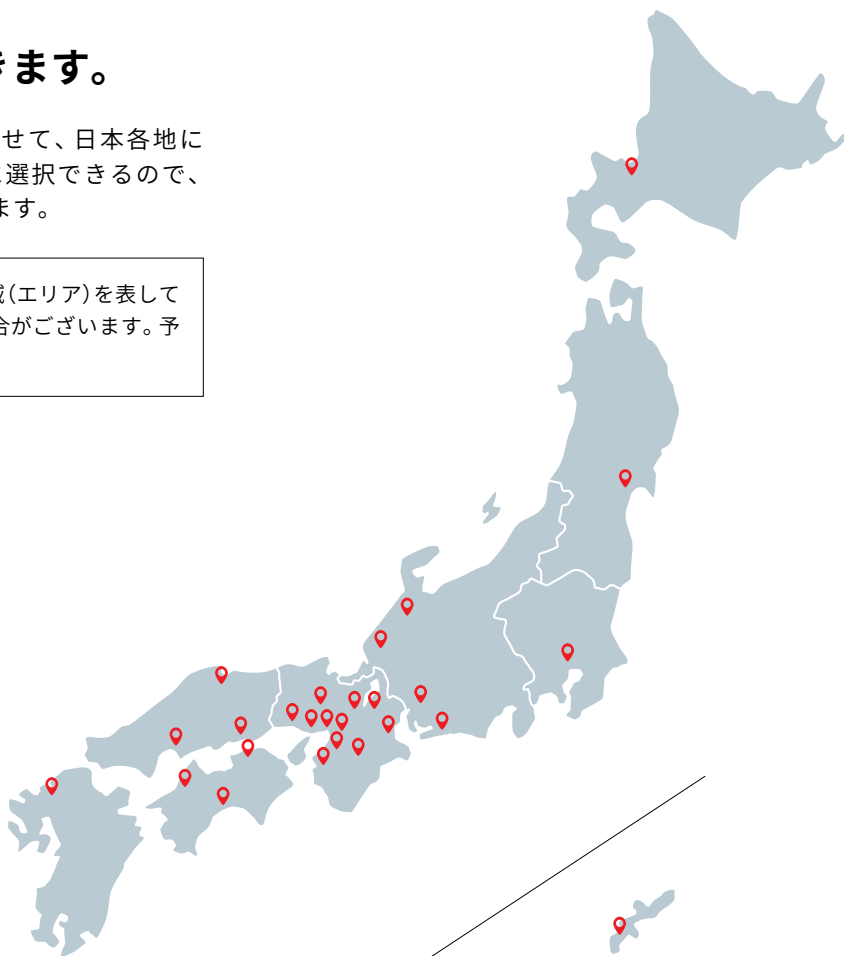 きます。
せて、日本各地に
選択できるので、
ます。
(エリア)を表して
合がございます。予